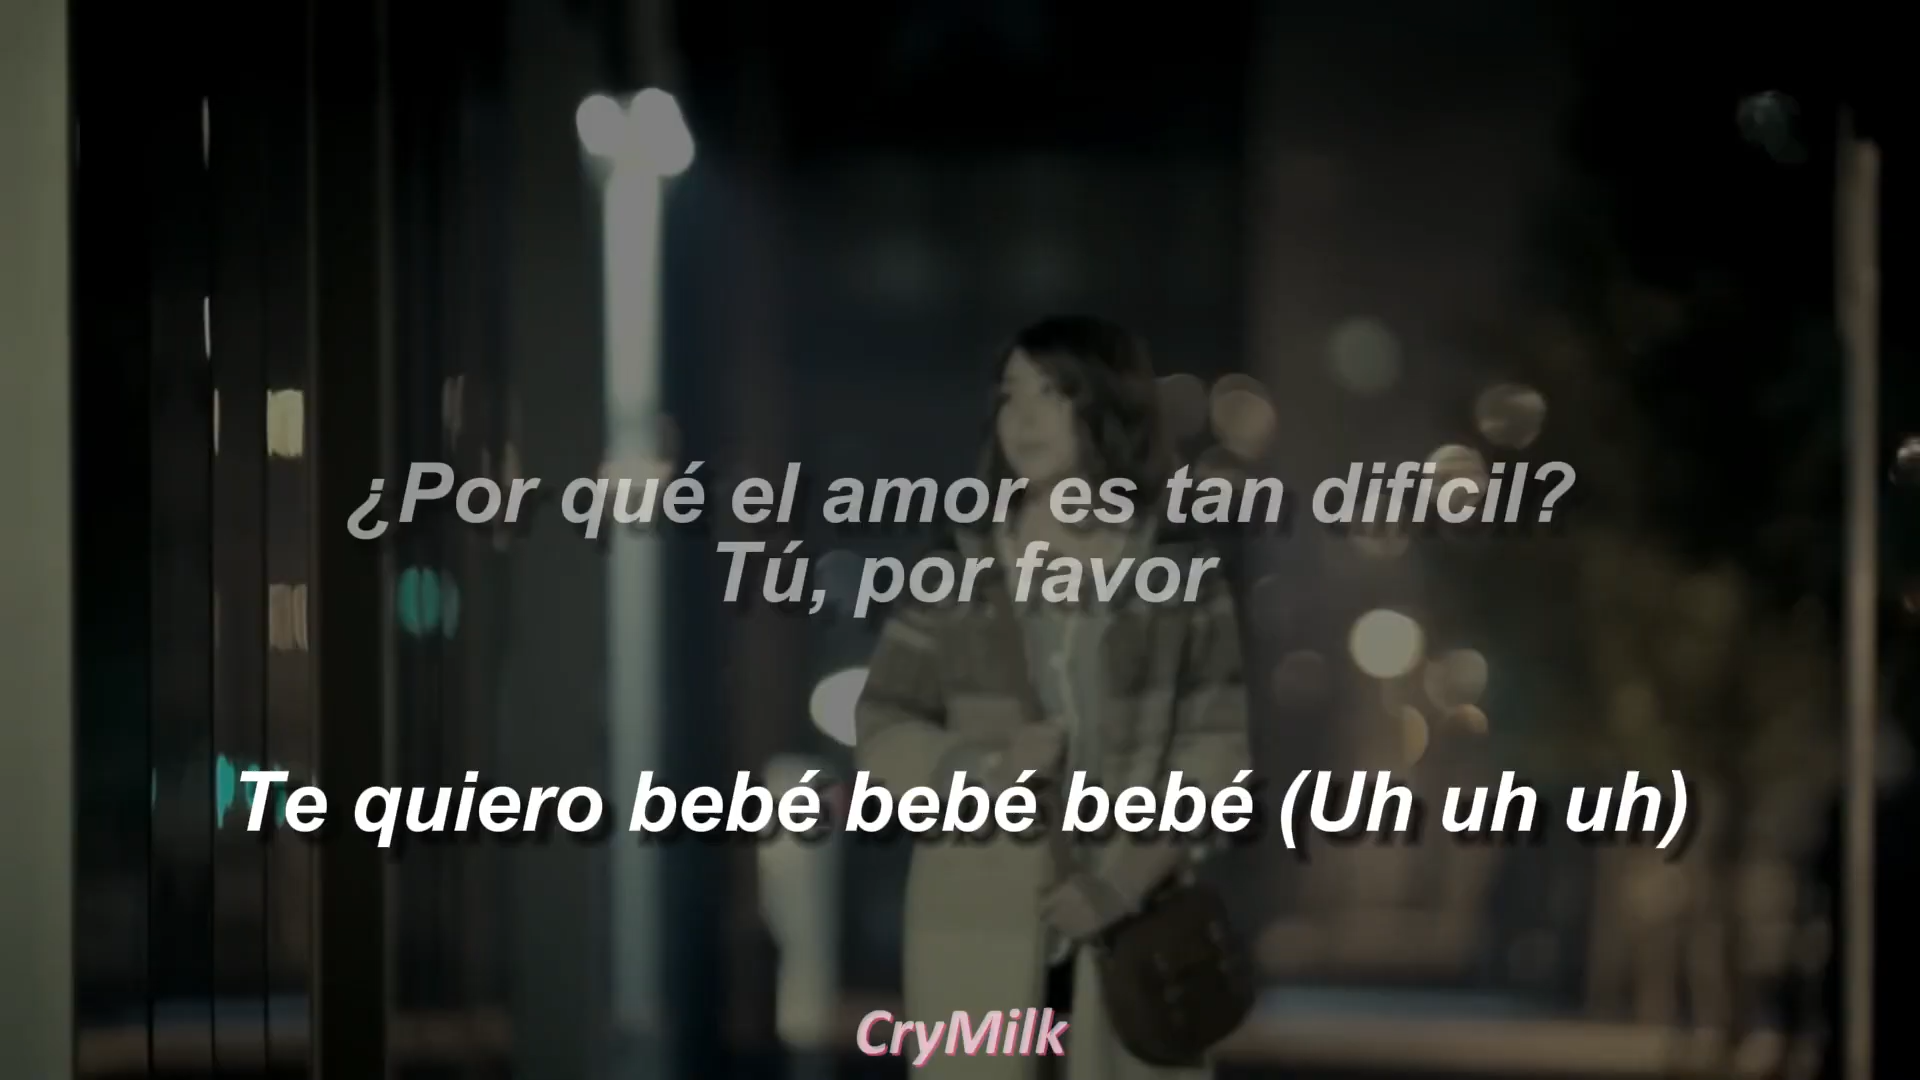 ¿Por qué el amor es tan dificil?
Tú, por favor
Te quiero bebé bebé bebé (Uh uh uh)
CryMilk